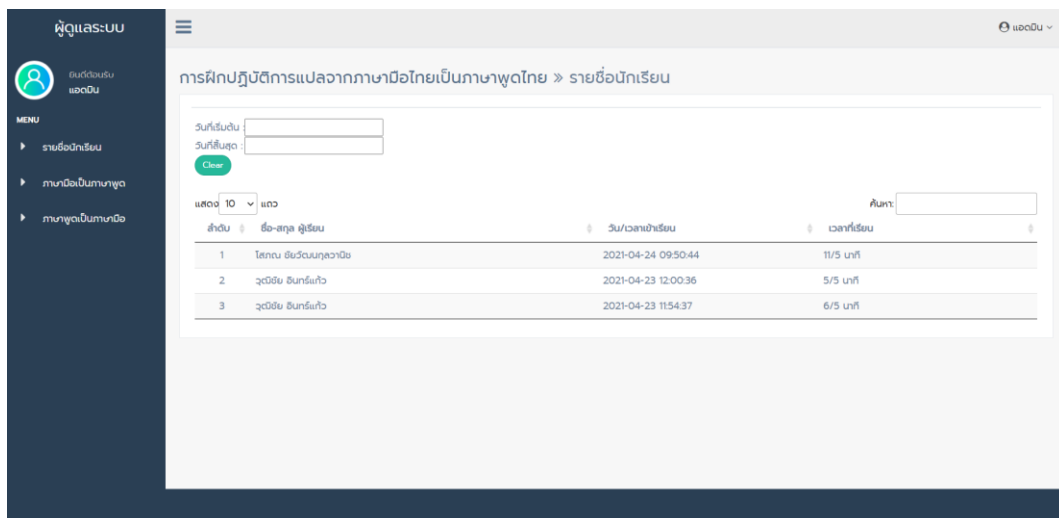 ผู้ดูแลระบบ
แอดมิน
ยินดีต้อนรับ
แอดมิน
MENU
รายชื่อนักเรียน
ภาษามือเป็นภาษาพูด
ภาษาพูดเป็นภาษามือ
การฝึกปฏิบัติการแปลจากภาษามือไทยเป็นภาษาพูดไทย » รายชื่อนักเรียน
วันที่เริ่มต้น :
วันที่สิ้นสุด :
Clear
แสดง 10 แถว ค้นหา:
ลำดับ ชื่อ-สกุล ผู้เรียน วัน/เวลาเข้าเรียน เวลาที่เรียน
1 โสภณ ชัยวัฒนกุลวานิช 2021-04-24 09:50:44 11/5 นาที
2 วุฒิชัย อินทร์แก้ว 2021-04-23 12:00:36 5/5 นาที
3 วุฒิชัย อินทร์แก้ว 2021-04-23 11:54:37 6/5 นาที